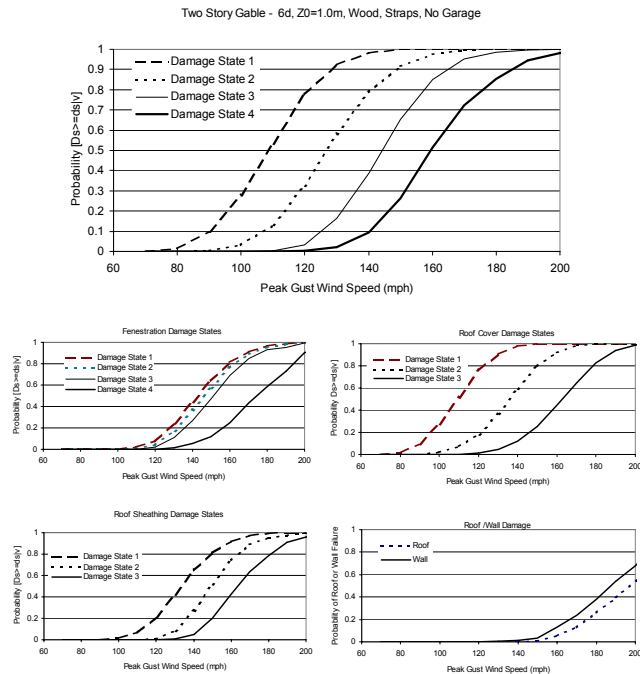 Two Story Gable - 6d, Z0=1.0m, Wood, Straps, No Garage
Probability [Ds>=ds|v)
1
0.9
0.8
0.7
0.6
0.5
0.4
0.3
0.2
0.1
0
Damage State 1
Damage State 2
Damage State 3
Damage State 4
60 80 100 120 140 160 180 200
Peak Gust Wind Speed (mph)
Fenestration Damage States
Probability [Ds>=ds|v)
1
0.8
0.6
0.4
0.2
0
Damage State 1
Damage State 2
Damage State 3
Damage State 4
60 80 100 120 140 160 180 200
Peak Gust Wind Speed (mph)
Roof Cover Damage States
Probability Ds>=ds|v)
1
0.8
0.6
0.4
0.2
0
Damage State 1
Damage State 2
Damage State 3
60 80 100 120 140 160 180 200
Peak Gust Wind Speed (mph)
Roof Sheathing Damage States
Probability [Ds>=ds|v)
1
0.8
0.6
0.4
0.2
0
Damage State 1
Damage State 2
Damage State 3
60 80 100 120 140 160 180 200
Peak Gust Wind Speed (mph)
Roof /Wall Damage
Probability of Roof or Wall Failure
1
0.8
0.6
0.4
0.2
0
Roof
Wall
60 80 100 120 140 160 180 200
Peak Gust Wind Speed (mph)